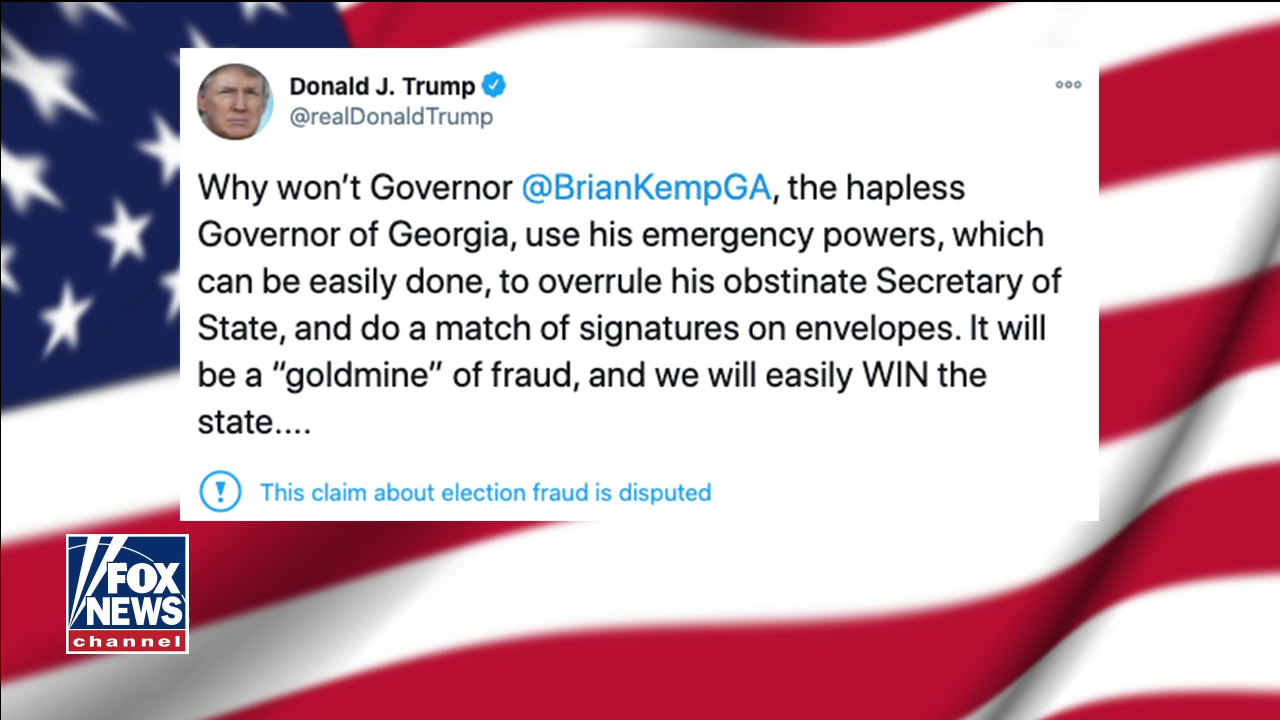 Donald J. Trump
@realDonaldTrump
Why won’t Governor @BrianKempGA, the hapless
Governor of Georgia, use his emergency powers, which
can be easily done, to overrule his obstinate Secretary of
State, and do a match of signatures on envelopes. It will
be a “goldmine” of fraud, and we will easily WIN the
state....
This claim about election fraud is disputed
FOX
NEWS
channel